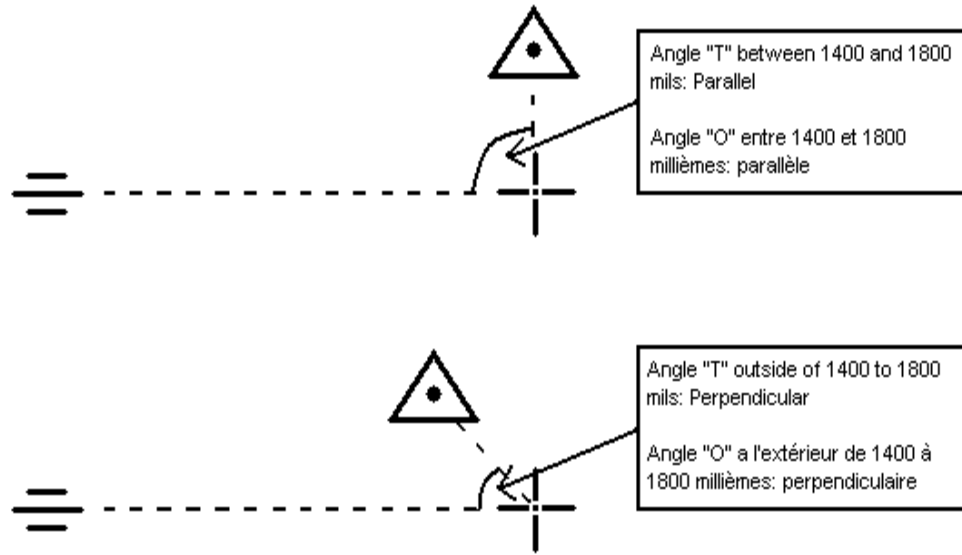 Angle "T" between 1400 and 1800
mils: Parallel
Angle "O" entre 1400 et 1800
millièmes: parallèle
Angle "T" outside of 1400 to 1800
mils: Perpendicular
Angle "O" a l'extérieur de 1400 à
1800 millièmes: perpendiculaire